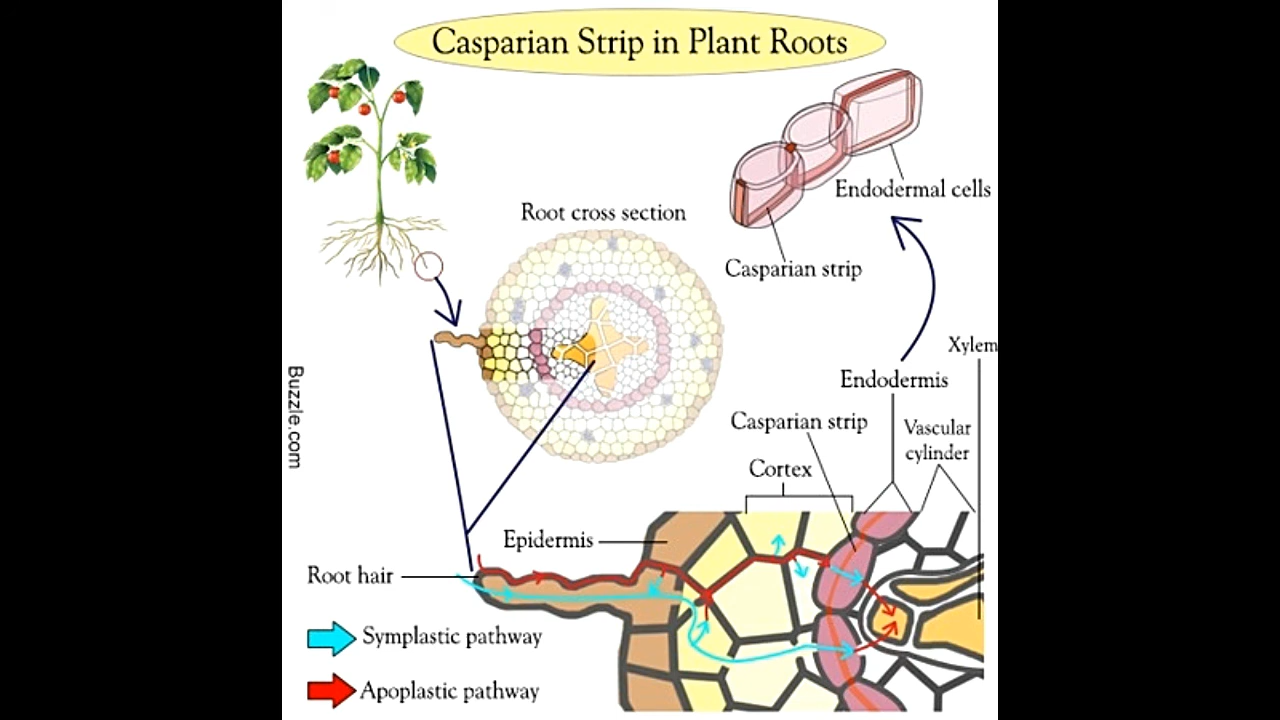 Casparian Strip in Plant Roots
Endodermal cells
Root cross section
Casparian strip
Xylem
Endodermis
Buzzle.com
Casparian strip
Vascular
cylinder
Cortex
Epidermis
Root hair
Symplastic pathway
Apoplastic pathway